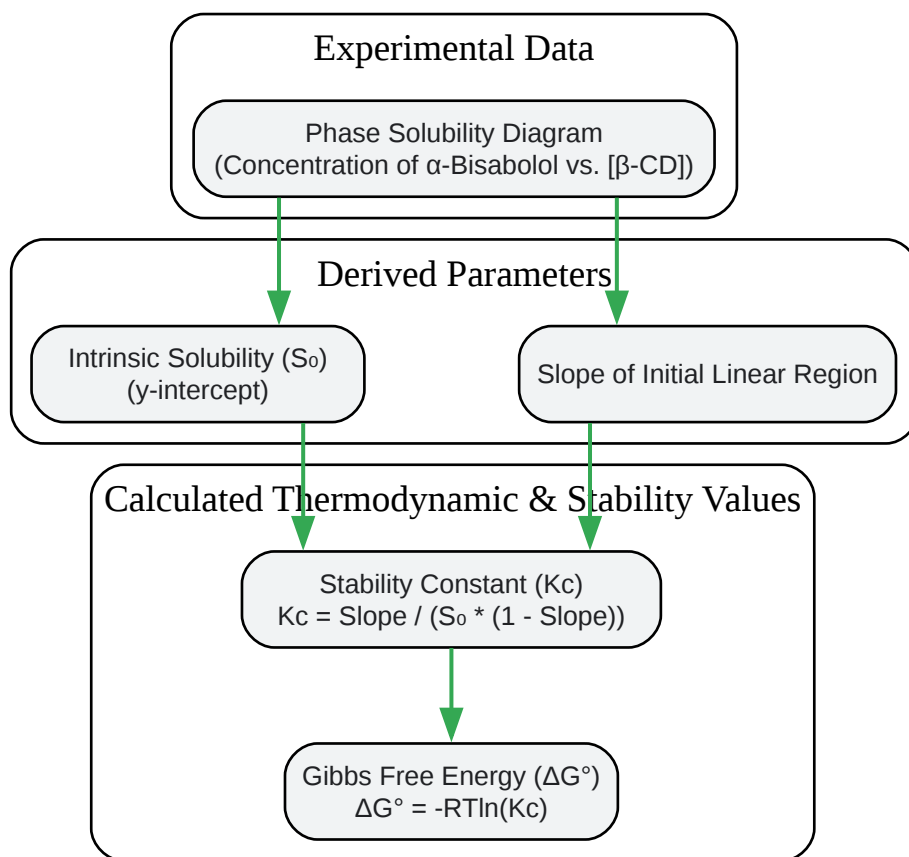 Experimental Data
Phase Solubility Diagram
(Concentration of α-Bisabolol vs. [β-CD])
Derived Parameters
Intrinsic Solubility (S₀)
(y-intercept)
Slope of Initial Linear Region
Calculated Thermodynamic & Stability Values
Stability Constant (Kc)
Kc = Slope / (S₀ * (1 - Slope))
Gibbs Free Energy (ΔG°)
ΔG° = -RTln(Kc)